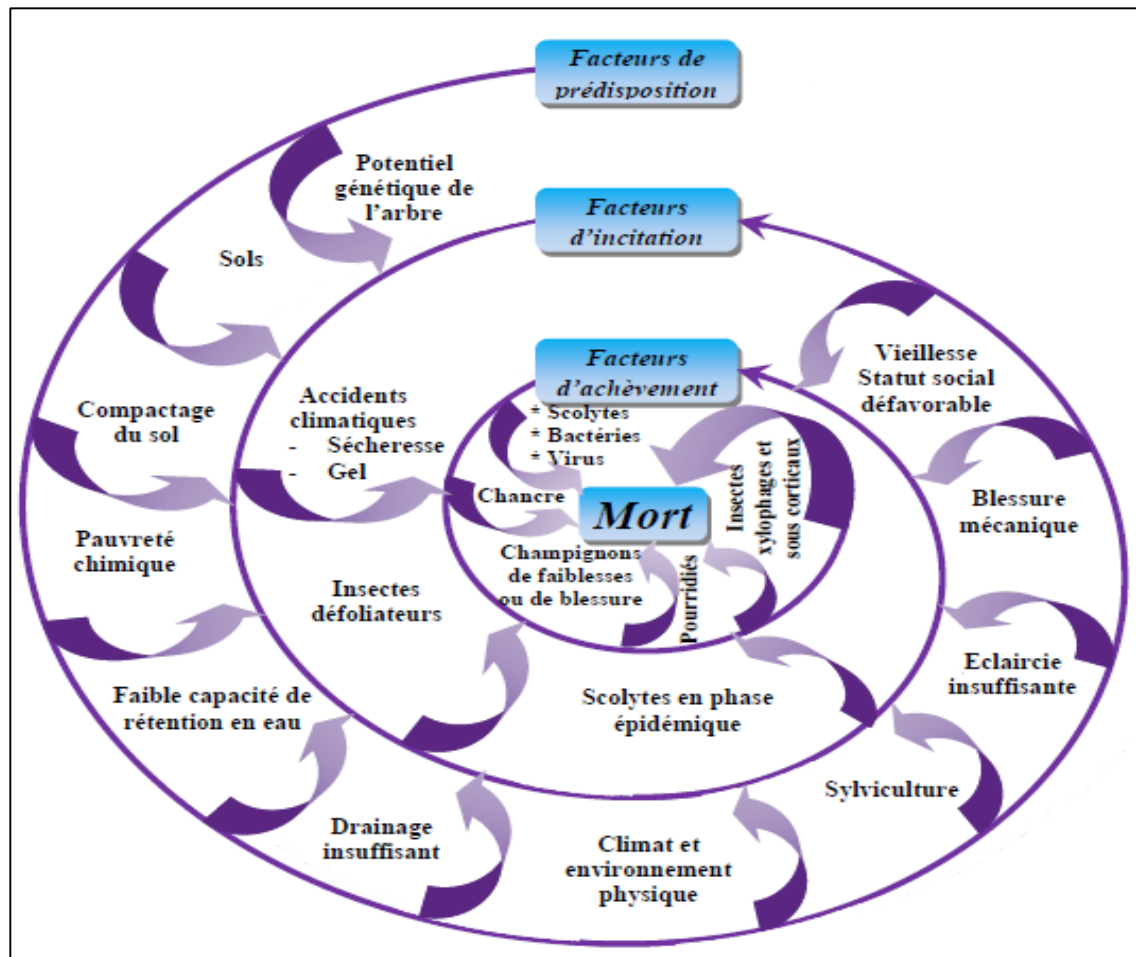 Facteurs de
prédisposition
Potentiel
génétique de
l’arbre
Sols
Compactage
du sol
Pauvreté
chimique
Faible capacité de
rétention en eau
Drainage
insuffisant
Climat et
environnement
physique
Sylviculture
Eclaircie
insuffisante
Blessure
mécanique
Vieillesse
Statut social
défavorable
Facteurs
d’incitation
Accidents
climatiques
- Sécheresse
- Gel
Insectes
défoliateurs
Scolytes en phase
épidémique
Facteurs
d’achèvement
* Scolytes
* Bactéries
* Virus
Chancre
Champignons
de faiblesses
ou de blessure
Pourridiés
Insectes
xylophages et
sous corticaux
Mort